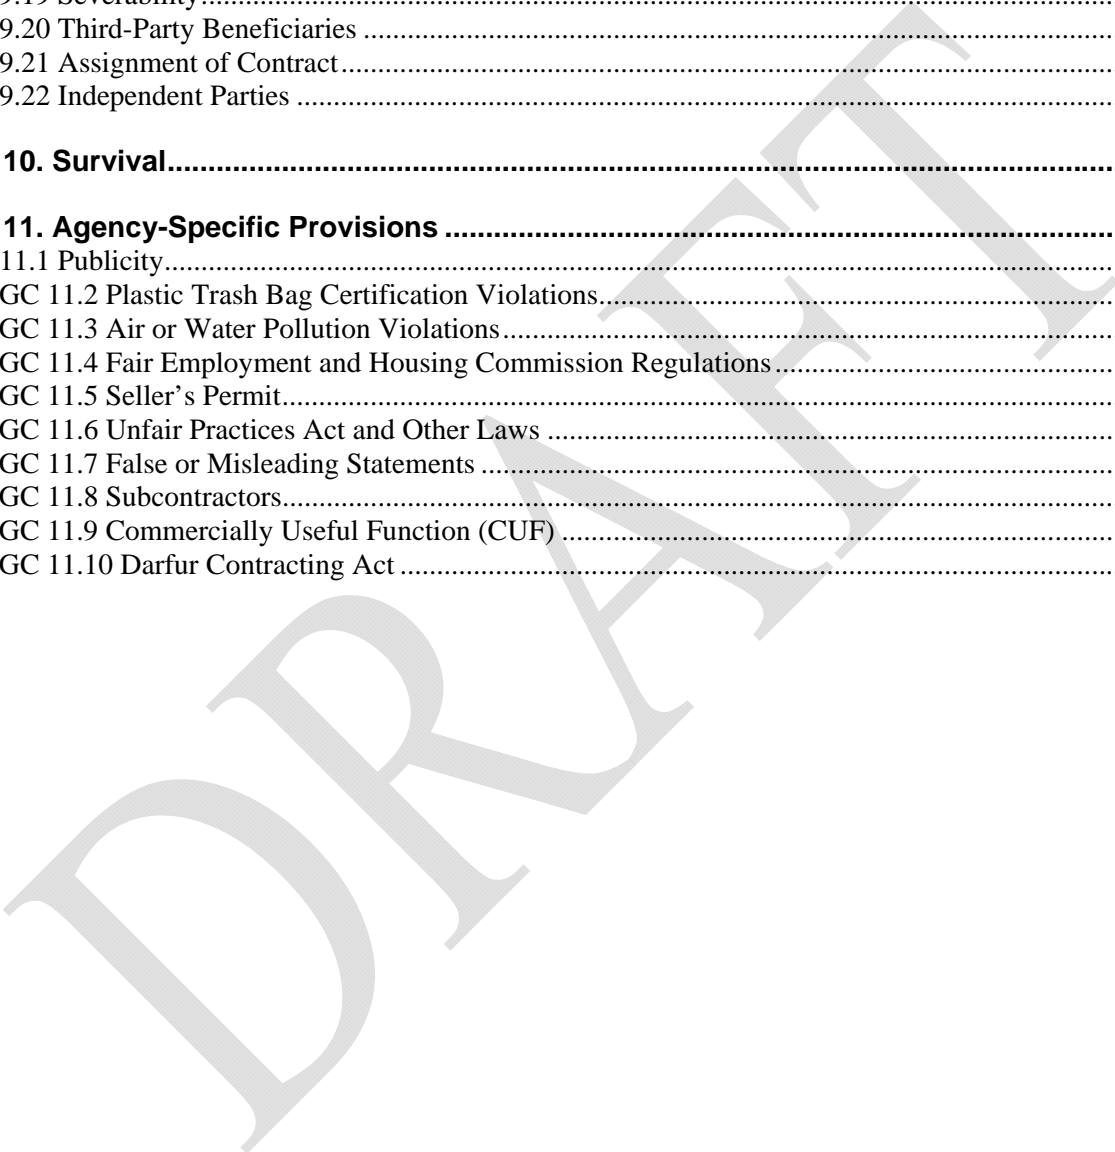 9.19 Severability
9.20 Third-Party Beneficiaries
9.21 Assignment of Contract
9.22 Independent Parties
10. Survival
11. Agency-Specific Provisions
11.1 Publicity
GC 11.2 Plastic Trash Bag Certification Violations
GC 11.3 Air or Water Pollution Violations
GC 11.4 Fair Employment and Housing Commission Regulations
GC 11.5 Seller’s Permit
GC 11.6 Unfair Practices Act and Other Laws
GC 11.7 False or Misleading Statements
GC 11.8 Subcontractors
GC 11.9 Commercially Useful Function (CUF)
GC 11.10 Darfur Contracting Act
DRAFT